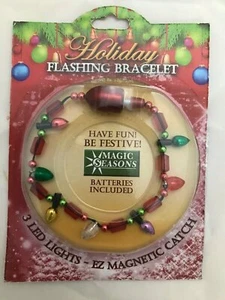 Holiday
FLASHING BRACELET
HAVE FUN!
BE FESTIVE!
MAGIC
SEASONS
BATTERIES
INCLUDED
3 LED LIGHTS - EZ MAGNETIC CATCH